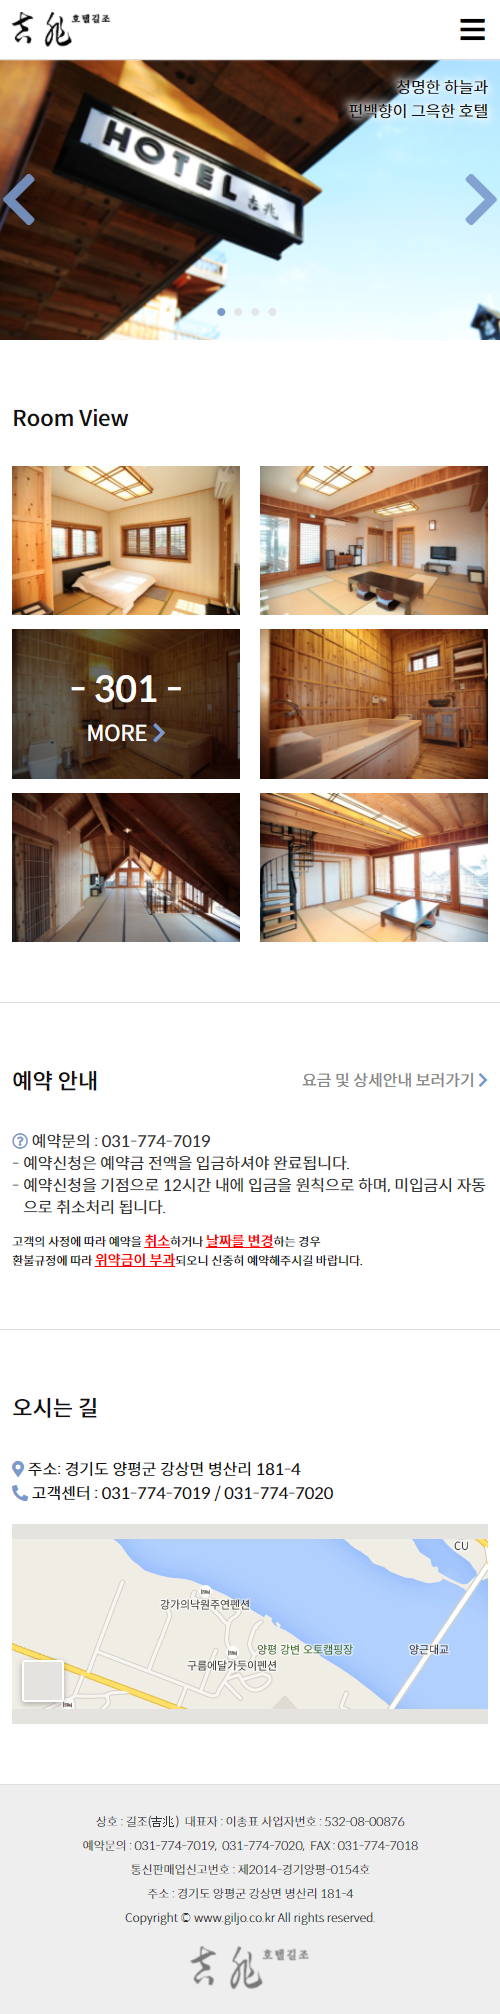 吉兆 호텔길조
청명한 하늘과
편백향이 그윽한 호텔
HOTEL 吉兆
Room View
- 301 -
MORE
예약 안내
요금 및 상세안내 보러가기
예약문의 : 031-774-7019
- 예약신청은 예약금 전액을 입금하셔야 완료됩니다.
- 예약신청을 기점으로 12시간 내에 입금을 원칙으로 하며, 미입금시 자동
으로 취소처리 됩니다.
고객의 사정에 따라 예약을 취소하거나 날짜를 변경하는 경우
환불규정에 따라 위약금이 부과되오니 신중히 예약해주시길 바랍니다.
오시는 길
주소: 경기도 양평군 강상면 병산리 181-4
고객센터 : 031-774-7019 / 031-774-7020
CU
강가의낙원주연펜션
양평 강변 오토캠핑장
양근대교
구름에달가듯이펜션
상호 : 길조(吉兆) 대표자 : 이종표 사업자번호 : 532-08-00876
예약문의 : 031-774-7019, 031-774-7020, FAX : 031-774-7018
통신판매업신고번호 : 제2014-경기양평-0154호
주소 : 경기도 양평군 강상면 병산리 181-4
Copyright © www.giljo.co.kr All rights reserved.
吉兆 호텔길조